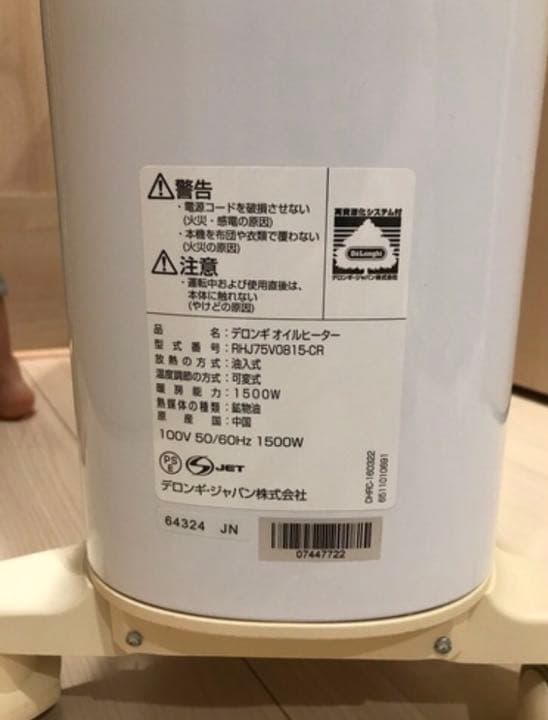 警告
・電源コードを破損させない
(火災・感電の原因)
・本機を布団や衣類で覆わない
(火災の原因)
注意
・運転中および使用直後は、
本体に触れない
(やけどの原因)
再資源化システム付
DeLonghi
デロンギ・ジャパン株式会社
品名:デロンギ オイルヒーター
型式番号:RHJ75V0815-CR
放熱の方式:油入式
温度調節の方式:可変式
暖房能力:1500W
熱媒体の種類:鉱物油
原産国:中国
100V 50/60Hz 1500W
PS
E
JET
デロンギ・ジャパン株式会社
DHRC-160322
6511010691
64324 JN
07447722